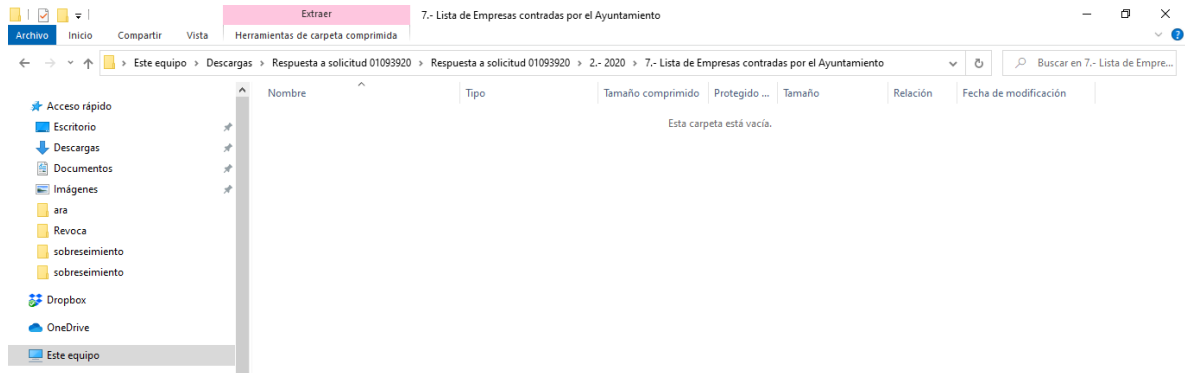 Extraer
7.- Lista de Empresas contradas por el Ayuntamiento
Archivo Inicio Compartir Vista Herramientas de carpeta comprimida
Este equipo › Descargas › Respuesta a solicitud 01093920 › Respuesta a solicitud 01093920 › 2.- 2020 › 7.- Lista de Empresas contradas por el Ayuntamiento
Buscar en 7.- Lista de Empre...
Nombre Tipo Tamaño comprimido Protegido ... Tamaño Relación Fecha de modificación
Esta carpeta está vacía.
Acceso rápido
Escritorio
Descargas
Documentos
Imágenes
ara
Revoca
sobreseimiento
sobreseimiento
Dropbox
OneDrive
Este equipo